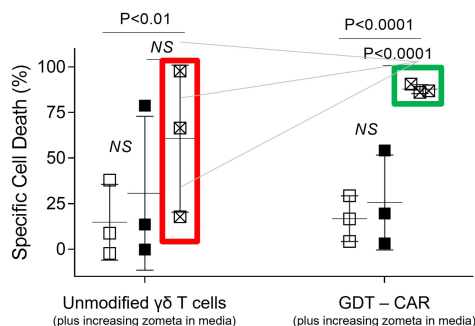 P<0.01
NS
P<0.0001
P<0.0001
NS
NS
Specific Cell Death (%)
100
75
50
25
0
Unmodified γδ T cells
(plus increasing zometa in media)
GDT – CAR
(plus increasing zometa in media)